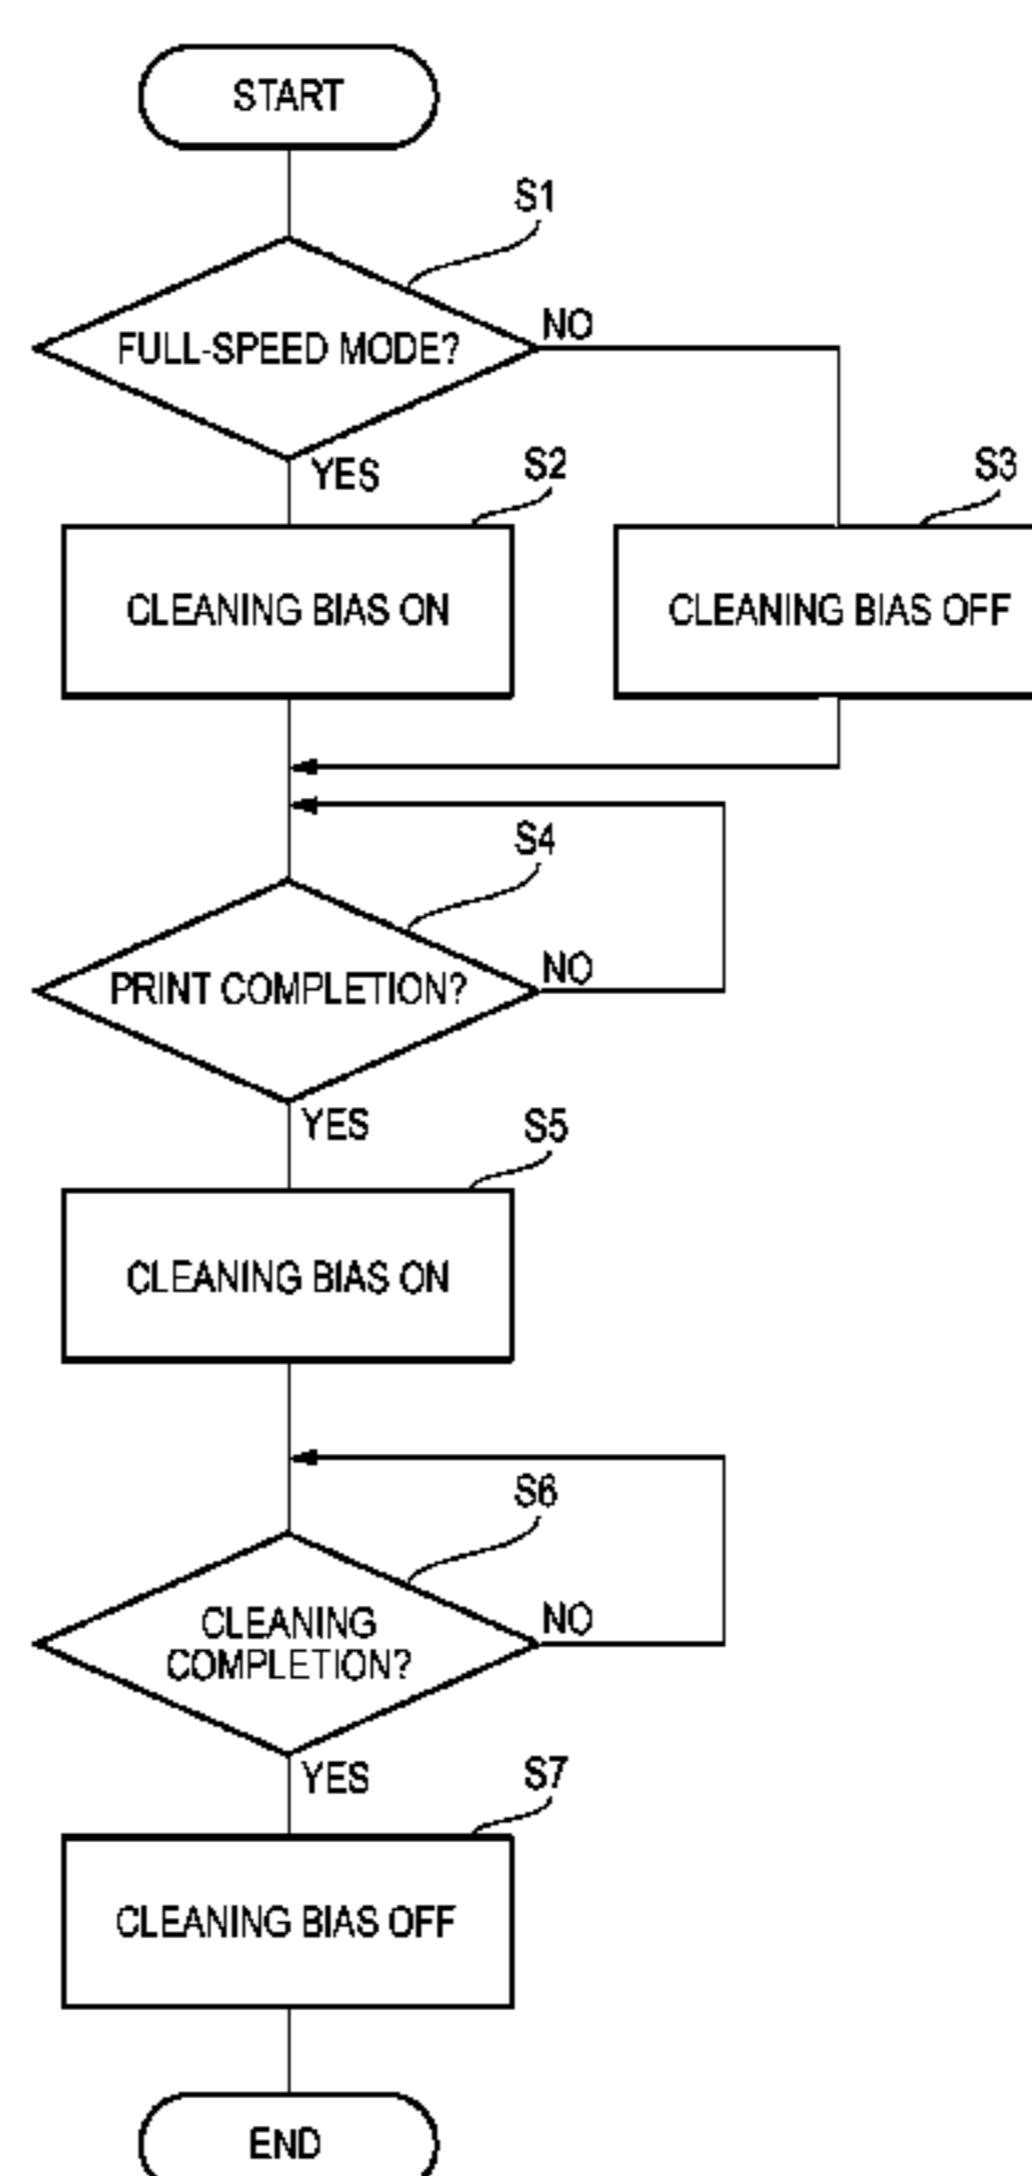 START
S1
FULL-SPEED MODE?
NO
YES
S2
S3
CLEANING BIAS ON
CLEANING BIAS OFF
S4
PRINT COMPLETION?
NO
YES
S5
CLEANING BIAS ON
S6
CLEANING
COMPLETION?
NO
YES
S7
CLEANING BIAS OFF
END